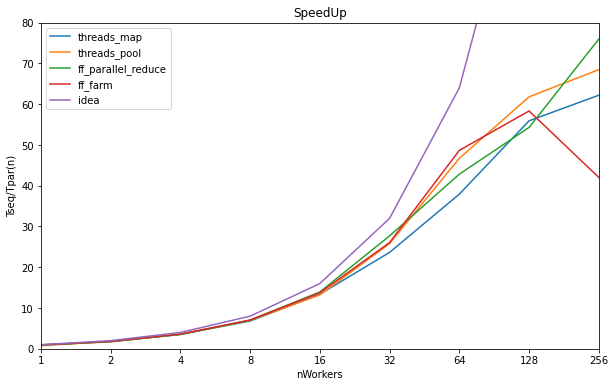 SpeedUp
80
70
60
50
40
30
20
10
0
Tseq/Tpar(n)
threads_map
threads_pool
ff_parallel_reduce
ff_farm
idea
1 2 4 8 16 32 64 128 256
nWorkers